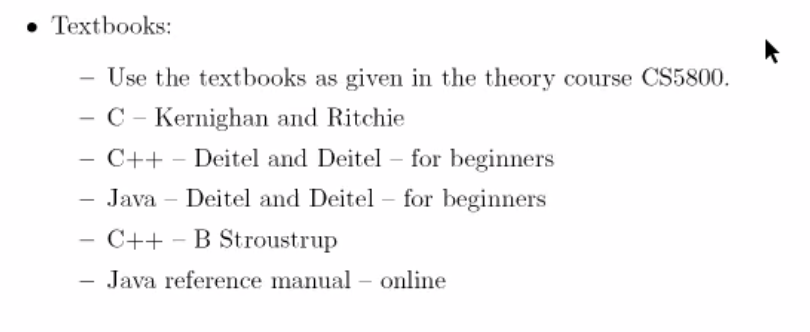 • Textbooks:
– Use the textbooks as given in the theory course CS5800.
– C – Kernighan and Ritchie
– C++ – Deitel and Deitel – for beginners
– Java – Deitel and Deitel – for beginners
– C++ – B Stroustrup
– Java reference manual – online